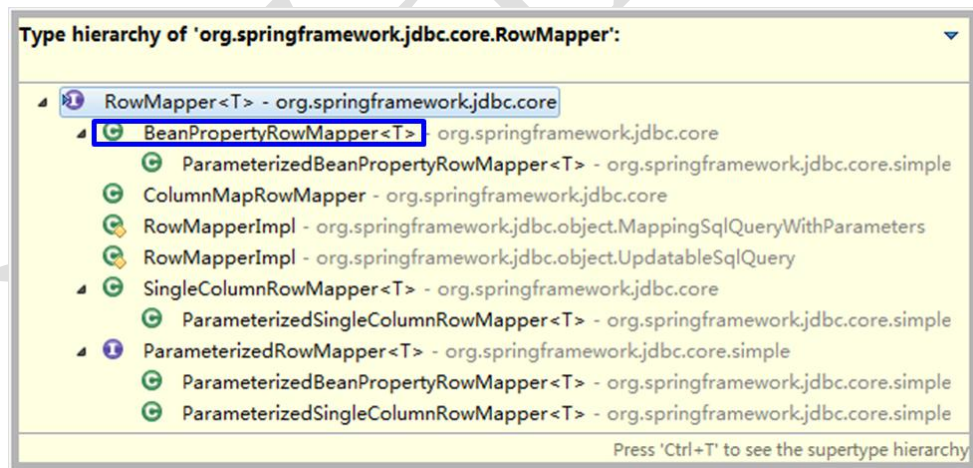 Type hierarchy of 'org.springframework.jdbc.core.RowMapper':
RowMapper<T> - org.springframework.jdbc.core
BeanPropertyRowMapper<T> - org.springframework.jdbc.core
ParameterizedBeanPropertyRowMapper<T> - org.springframework.jdbc.core.simple
ColumnMapRowMapper - org.springframework.jdbc.core
RowMapperImpl - org.springframework.jdbc.object.MappingSqlQueryWithParameters
RowMapperImpl - org.springframework.jdbc.object.UpdatableSqlQuery
SingleColumnRowMapper<T> - org.springframework.jdbc.core
ParameterizedSingleColumnRowMapper<T> - org.springframework.jdbc.core.simple
ParameterizedRowMapper<T> - org.springframework.jdbc.core.simple
ParameterizedBeanPropertyRowMapper<T> - org.springframework.jdbc.core.simple
ParameterizedSingleColumnRowMapper<T> - org.springframework.jdbc.core.simple
Press 'Ctrl+T' to see the supertype hierarchy